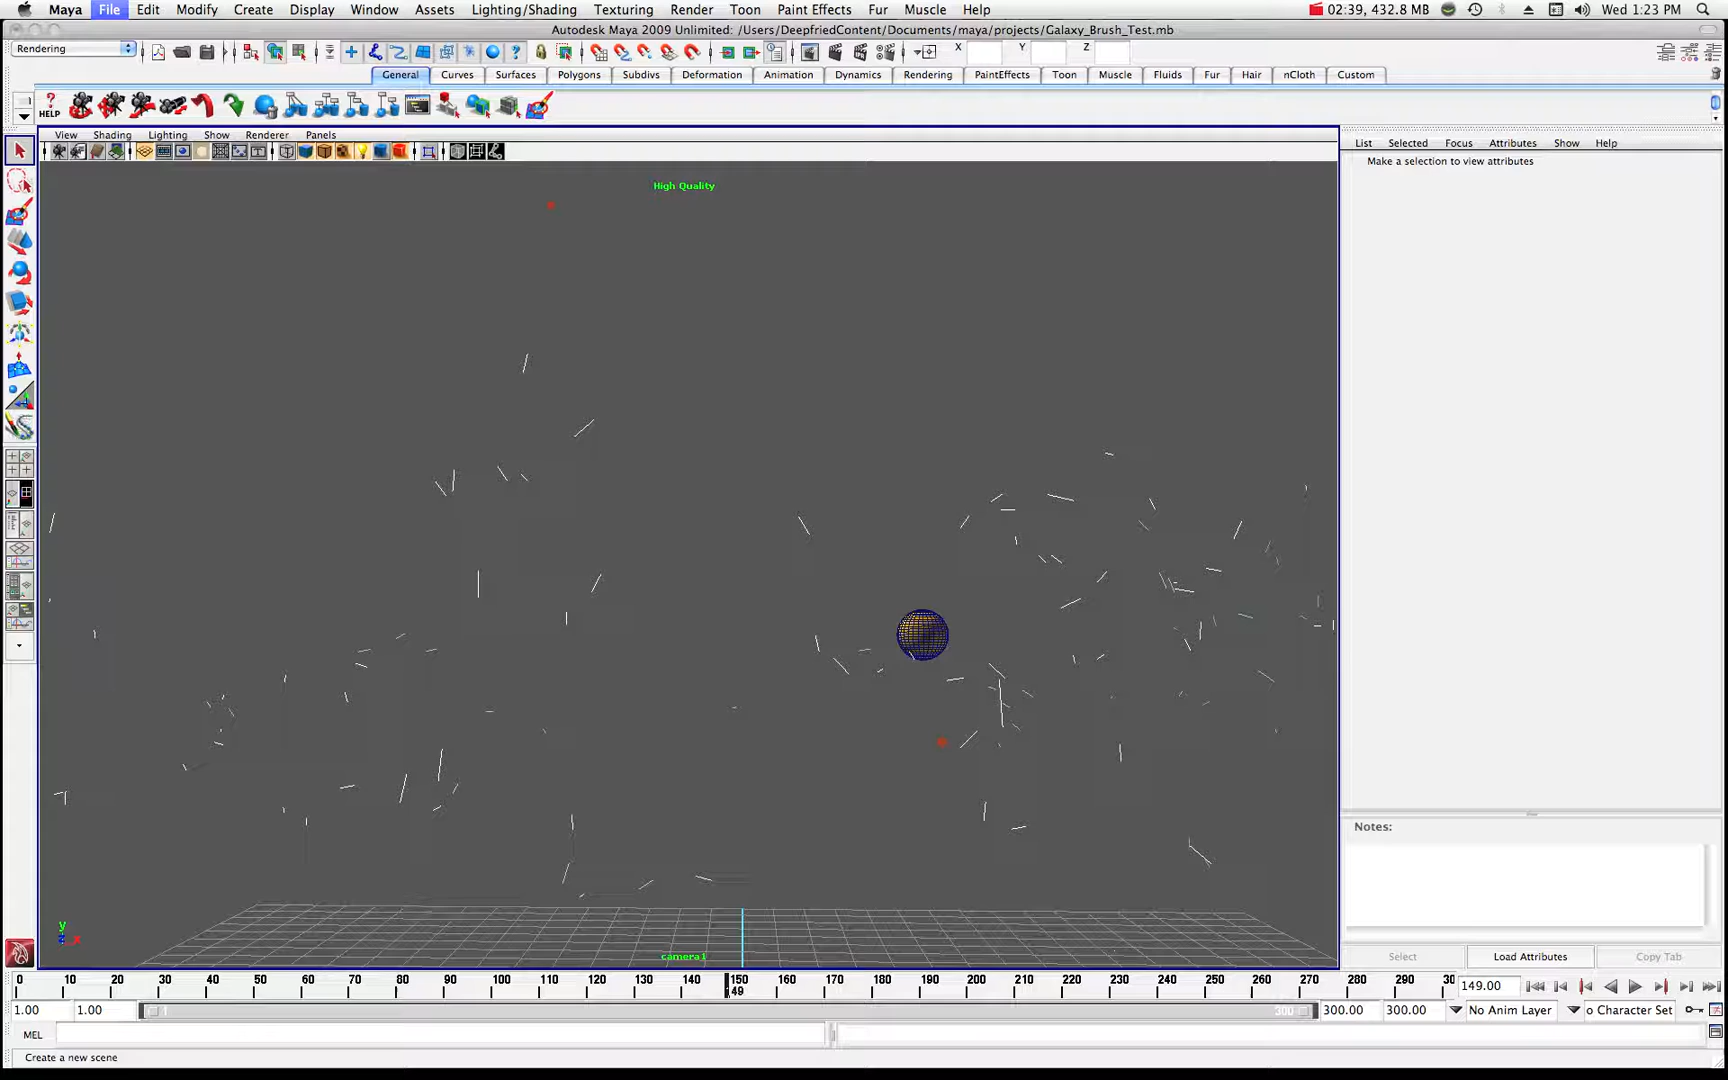 Maya File Edit Modify Create Display Window Assets Lighting/Shading Texturing Render Toon Paint Effects Fur Muscle Help 02:39, 432.8 MB Wed 1:23 PM
Autodesk Maya 2009 Unlimited: /Users/DeepfriedContent/Documents/maya/projects/Galaxy_Brush_Test.mb
Rendering X Y Z
General Curves Surfaces Polygons Subdivs Deformation Animation Dynamics Rendering PaintEffects Toon Muscle Fluids Fur Hair nCloth Custom
HELP
View Shading Lighting Show Renderer Panels
List Selected Focus Attributes Show Help
Make a selection to view attributes
High Quality
Notes:
y
x
camera1
Select Load Attributes Copy Tab
0 10 20 30 40 50 60 70 80 90 100 110 120 130 140 150 160 170 180 190 200 210 220 230 240 250 260 270 280 290 30
49
149.00
1.00 1.00 1 300 300.00 300.00 No Anim Layer o Character Set
MEL
Create a new scene